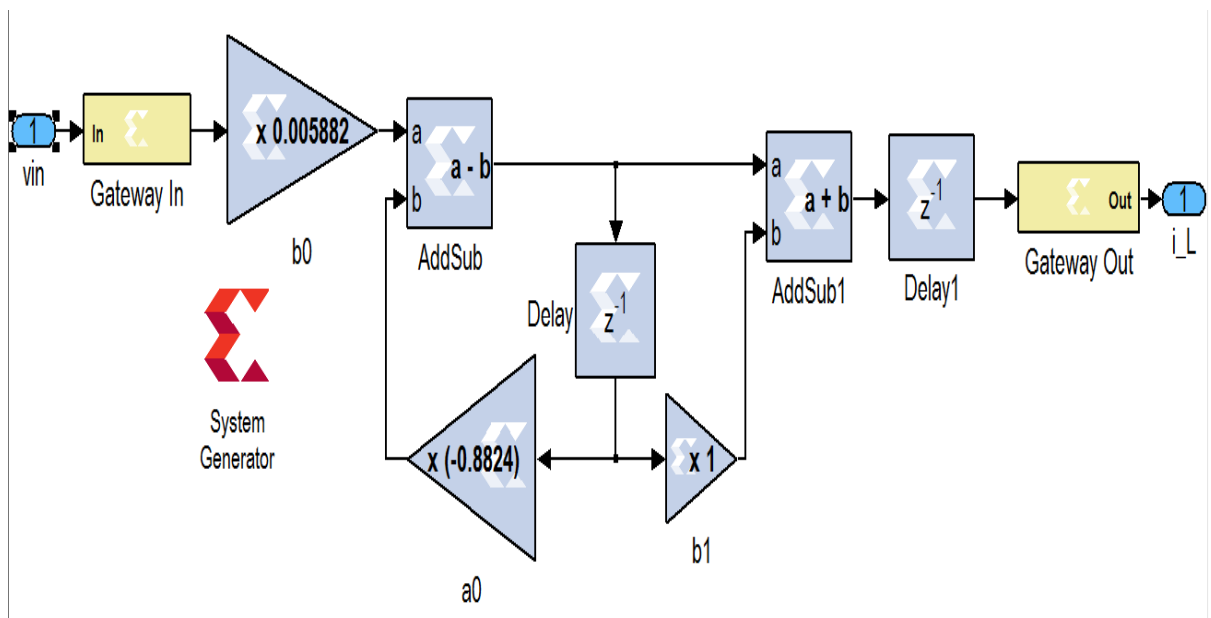 1
vin
In
Gateway In
x 0.005882
b0
a
b
a - b
AddSub
System
Generator
Delay
z-1
x (-0.8824)
a0
x 1
b1
a
b
a + b
AddSub1
z-1
Delay1
Out
Gateway Out
1
i_L